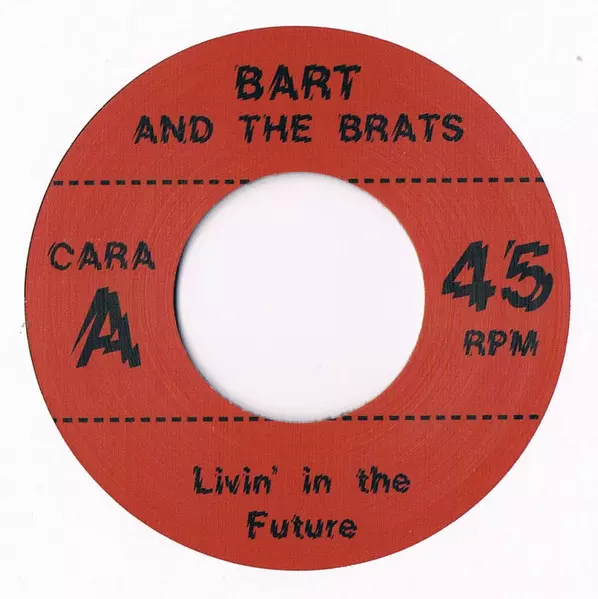 BART
AND THE BRATS
CARA
A
45
RPM
Livin' in the
Future